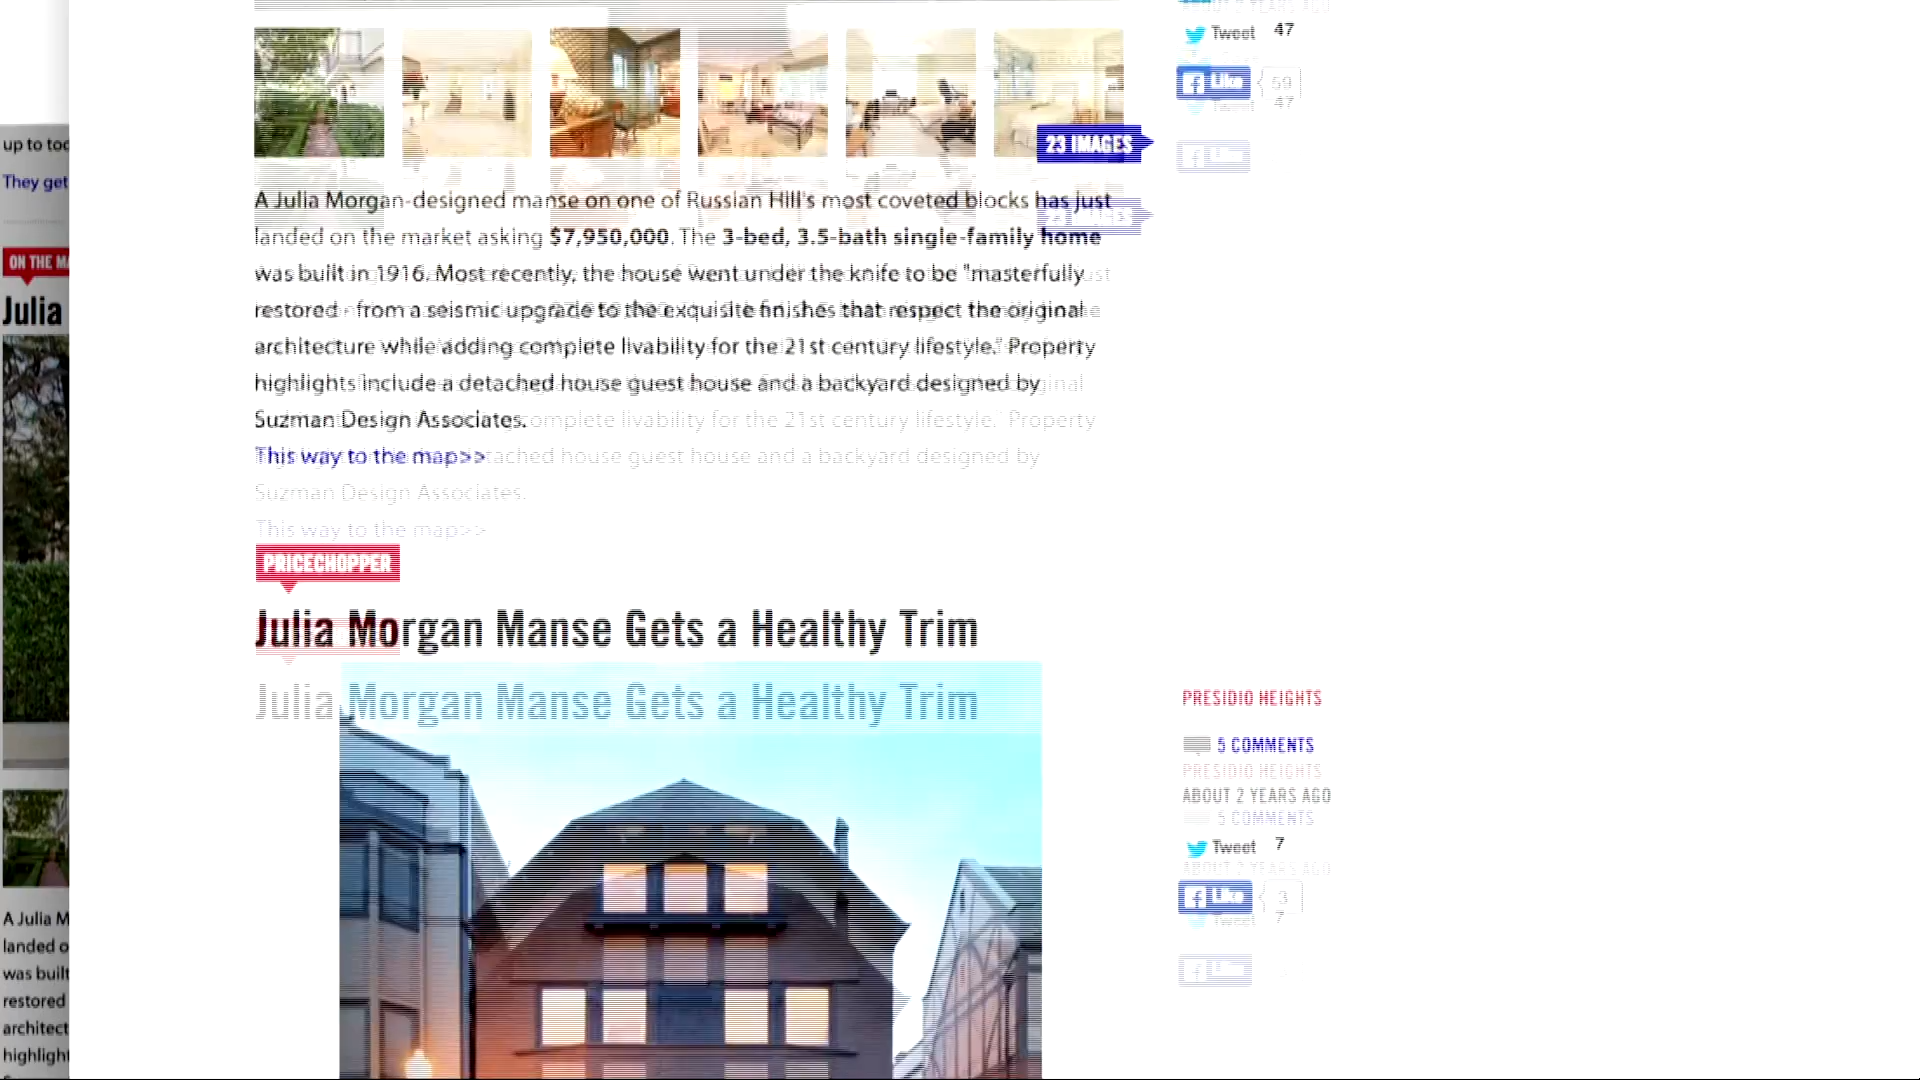 Tweet 47
Like 59
23 IMAGES
A Julia Morgan-designed manse on one of Russian Hill's most coveted blocks has just
landed on the market asking $7,950,000. The 3-bed, 3.5-bath single-family home
was built in 1916. Most recently, the house went under the knife to be "masterfully
restored - from a seismic upgrade to the exquisite finishes that respect the original
architecture while adding complete livability for the 21st century lifestyle." Property
highlights include a detached house guest house and a backyard designed by
Suzman Design Associates.
This way to the map>>
PRICECHOPPER
Julia Morgan Manse Gets a Healthy Trim
PRESIDIO HEIGHTS
5 COMMENTS
ABOUT 2 YEARS AGO
Tweet 7
Like 3
up to
They get
ON THE
Julia
A Julia
landed
was built
restored